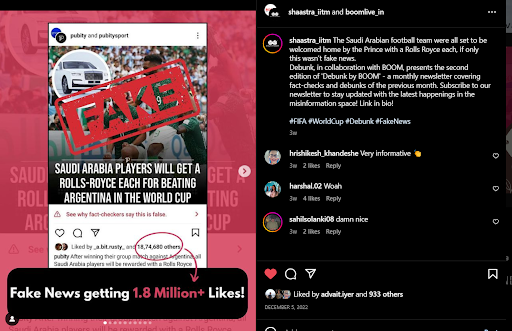 pubity and pubitysport
FAKE
SAUDI ARABIA PLAYERS WILL GET A
ROLLS-ROYCE EACH FOR BEATING
ARGENTINA IN THE WORLD CUP
See why fact-checkers say this is false.
Liked by _a.bit.rusty_ and 18,74,680 others
pubity After winning their group match against Argentina, all
Saudi Arabia players will be rewarded with a Rolls Royce
Fake News getting 1.8 Million+ Likes!
shaastra_iitm and boomlive_in
shaastra_iitm The Saudi Arabian football team were all set to be
welcomed home by the Prince with a Rolls Royce each, if only
this wasn't fake news.
Debunk, in collaboration with BOOM, presents the second
edition of 'Debunk by BOOM' - a monthly newsletter covering
fact-checks and debunks of the previous month. Subscribe to our
newsletter to stay updated with the latest happenings in the
misinformation space! Link in bio!
#FIFA #WorldCup #Debunk #FakeNews
3w
hrishikesh_khandeshe Very informative 👏
3w 2 likes Reply
harshal.02 Woah
3w 2 likes Reply
sahilsolanki08 damn nice
3w 2 likes Reply
Liked by advait.iyer and 933 others
DECEMBER 5, 2022